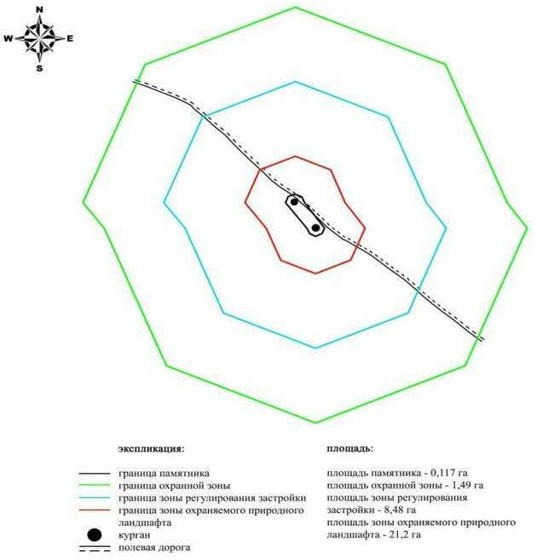 N
W E
S
экспликация:
граница памятника
граница охранной зоны
граница зоны регулирования застройки
граница зоны охраняемого природного
ландшафта
курган
полевая дорога
площадь:
площадь памятника - 0,117 га
площадь охранной зоны - 1,49 га
площадь зоны регулирования
застройки - 8,48 га
площадь зоны охраняемого природного
ландшафта - 21,2 га